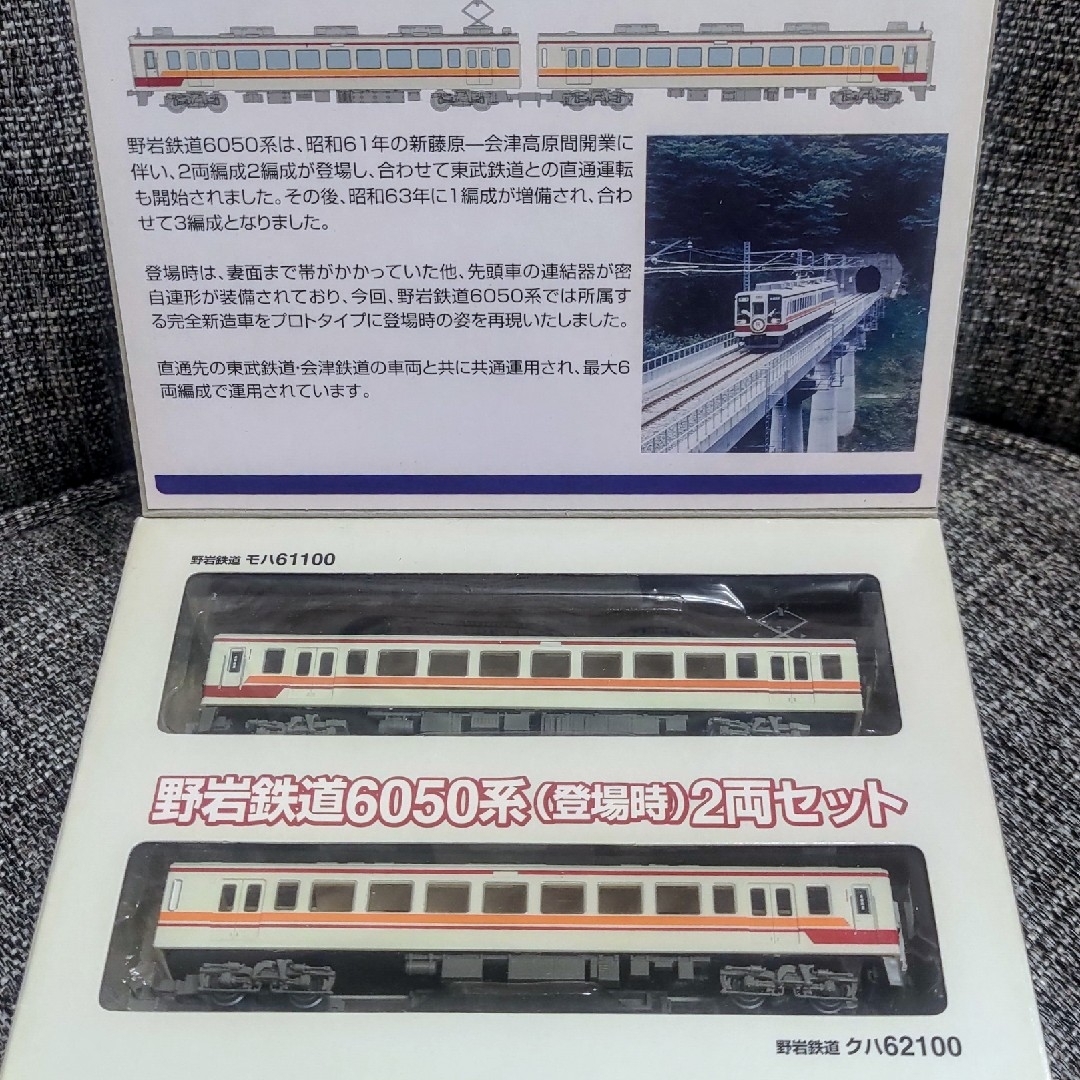 野岩鉄道6050系は、昭和61年の新藤原―会津高原間開業に
伴い、2両編成2編成が登場し、合わせて東武鉄道との直通運転
も開始されました。その後、昭和63年に1編成が増備され、合わ
せて3編成となりました。
登場時は、妻面まで帯がかかっていた他、先頭車の連結器が密
自連形が装備されており、今回、野岩鉄道6050系では所属す
る完全新造車をプロトタイプに登場時の姿を再現いたしました。
直通先の東武鉄道・会津鉄道の車両と共に共通運用され、最大6
両編成で運用されています。
野岩鉄道 モハ61100
野岩鉄道6050系(登場時)2両セット
野岩鉄道 クハ62100